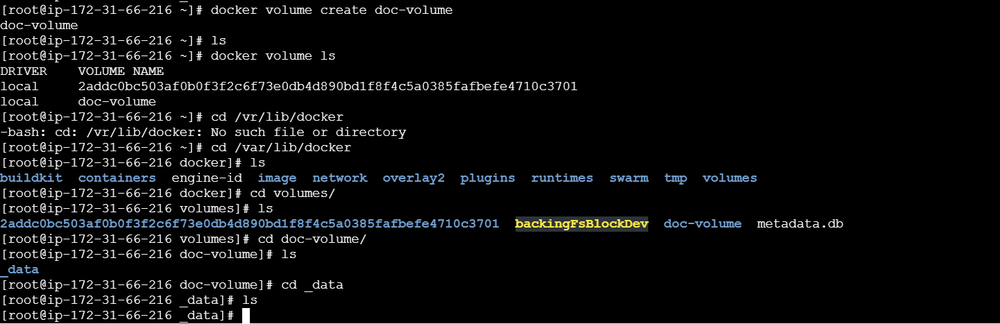 [root@ip-172-31-66-216 ~]# docker volume create doc-volume
doc-volume
[root@ip-172-31-66-216 ~]# ls
[root@ip-172-31-66-216 ~]# docker volume ls
DRIVER    VOLUME NAME
local     2addc0bc503af0b0f3f2c6f73e0db4d890bd1f8f4c5a0385fafbefe4710c3701
local     doc-volume
[root@ip-172-31-66-216 ~]# cd /vr/lib/docker
-bash: cd: /vr/lib/docker: No such file or directory
[root@ip-172-31-66-216 ~]# cd /var/lib/docker
[root@ip-172-31-66-216 docker]# ls
buildkit  containers  engine-id  image  network  overlay2  plugins  runtimes  swarm  tmp  volumes
[root@ip-172-31-66-216 docker]# cd volumes/
[root@ip-172-31-66-216 volumes]# ls
2addc0bc503af0b0f3f2c6f73e0db4d890bd1f8f4c5a0385fafbefe4710c3701  backingFsBlockDev  doc-volume  metadata.db
[root@ip-172-31-66-216 volumes]# cd doc-volume/
[root@ip-172-31-66-216 doc-volume]# ls
_data
[root@ip-172-31-66-216 doc-volume]# cd _data
[root@ip-172-31-66-216 _data]# ls
[root@ip-172-31-66-216 _data]#